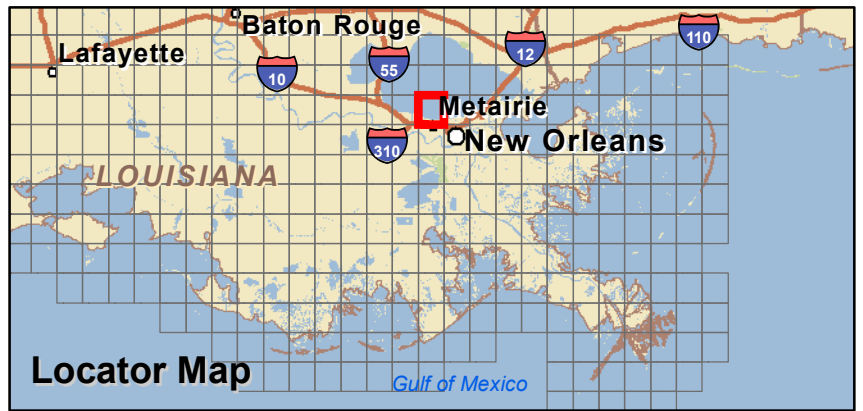 Baton Rouge
110
Lafayette
12
55
10
Metairie
New Orleans
310
LOUISIANA
Locator Map
Gulf of Mexico